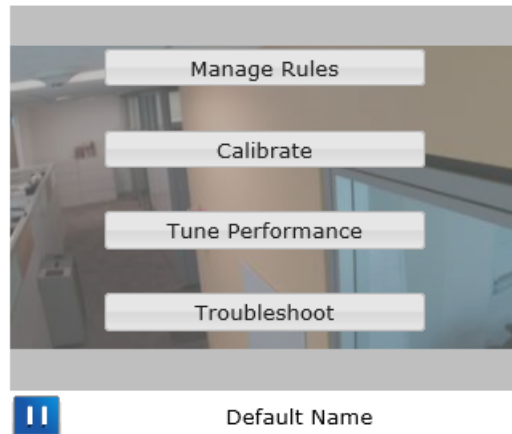 Manage Rules
Calibrate
Tune Performance
Troubleshoot
Default Name